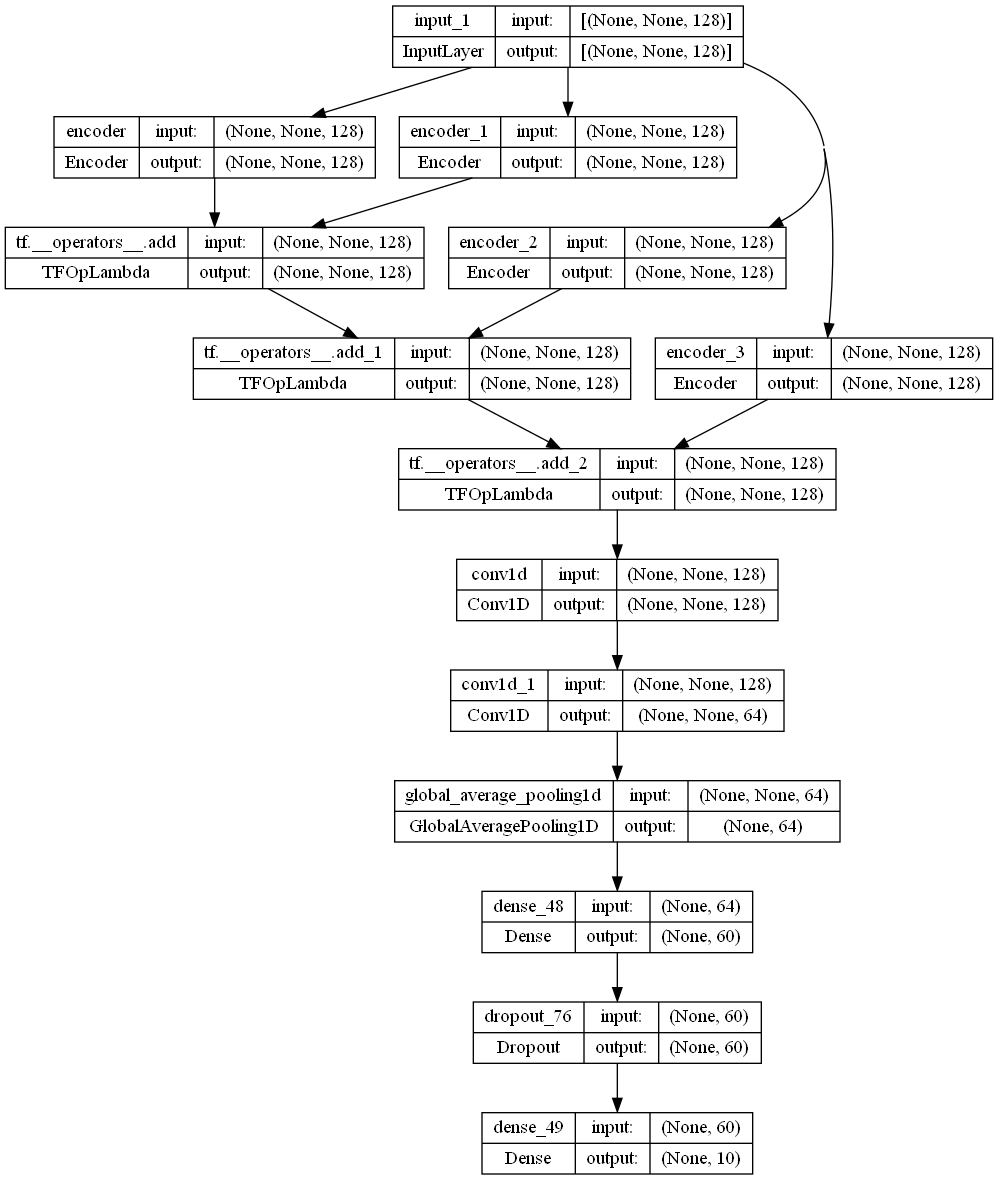 input_1 input: [(None, None, 128)]
InputLayer output: [(None, None, 128)]
encoder input: (None, None, 128)
Encoder output: (None, None, 128)
encoder_1 input: (None, None, 128)
Encoder output: (None, None, 128)
tf.__operators__.add input: (None, None, 128)
TFOpLambda output: (None, None, 128)
encoder_2 input: (None, None, 128)
Encoder output: (None, None, 128)
tf.__operators__.add_1 input: (None, None, 128)
TFOpLambda output: (None, None, 128)
encoder_3 input: (None, None, 128)
Encoder output: (None, None, 128)
tf.__operators__.add_2 input: (None, None, 128)
TFOpLambda output: (None, None, 128)
conv1d input: (None, None, 128)
Conv1D output: (None, None, 128)
conv1d_1 input: (None, None, 128)
Conv1D output: (None, None, 64)
global_average_pooling1d input: (None, None, 64)
GlobalAveragePooling1D output: (None, 64)
dense_48 input: (None, 64)
Dense output: (None, 60)
dropout_76 input: (None, 60)
Dropout output: (None, 60)
dense_49 input: (None, 60)
Dense output: (None, 10)